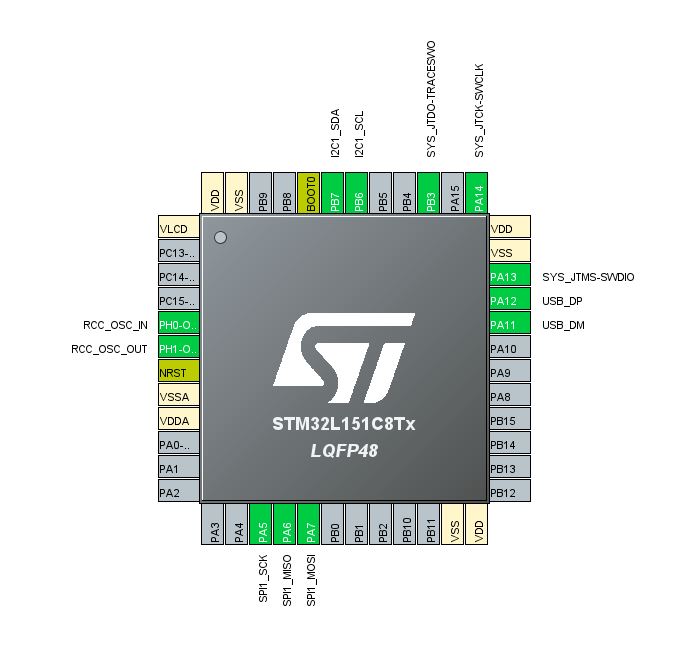 I2C1_SDA
I2C1_SCL
SYS_JTDO-TRACESWO
SYS_JTCK-SWCLK
VDD
VSS
PB9
PB8
BOOT0
PB7
PB6
PB5
PB4
PB3
PA15
PA14
VLCD
PC13-..
PC14-..
PC15-..
RCC_OSC_IN PH0-O..
RCC_OSC_OUT PH1-O..
NRST
VSSA
VDDA
PA0-..
PA1
PA2
STM32L151C8Tx
LQFP48
VDD
VSS
PA13 SYS_JTMS-SWDIO
PA12 USB_DP
PA11 USB_DM
PA10
PA9
PA8
PB15
PB14
PB13
PB12
PA3
PA4
PA5
PA6
PA7
PB0
PB1
PB2
PB10
PB11
VSS
VDD
SPI1_SCK
SPI1_MISO
SPI1_MOSI